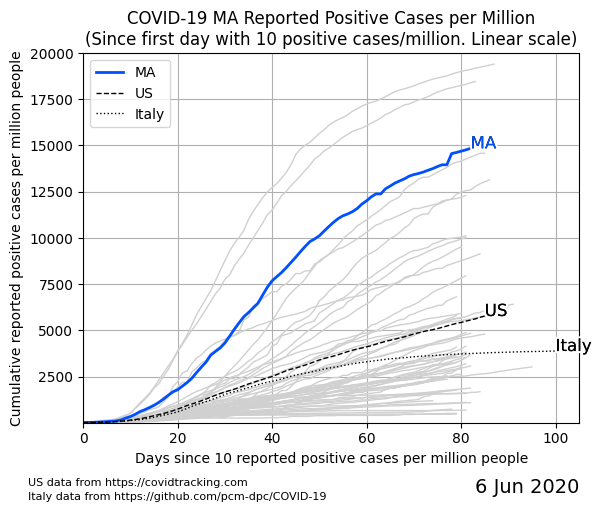 COVID-19 MA Reported Positive Cases per Million
(Since first day with 10 positive cases/million. Linear scale)
Cumulative reported positive cases per million people
20000
17500
15000
12500
10000
7500
5000
2500
MA
US
Italy
MA
US
Italy
0
20
40
60
80
100
Days since 10 reported positive cases per million people
US data from https://covidtracking.com
Italy data from https://github.com/pcm-dpc/COVID-19
6 Jun 2020